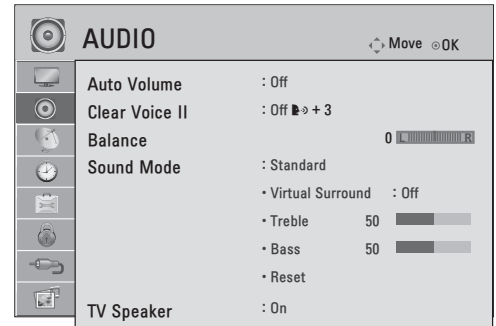 AUDIO Move OK
Auto Volume : Off
Clear Voice II : Off + 3
Balance 0 L R
Sound Mode : Standard
• Virtual Surround : Off
• Treble 50
• Bass 50
• Reset
TV Speaker : On